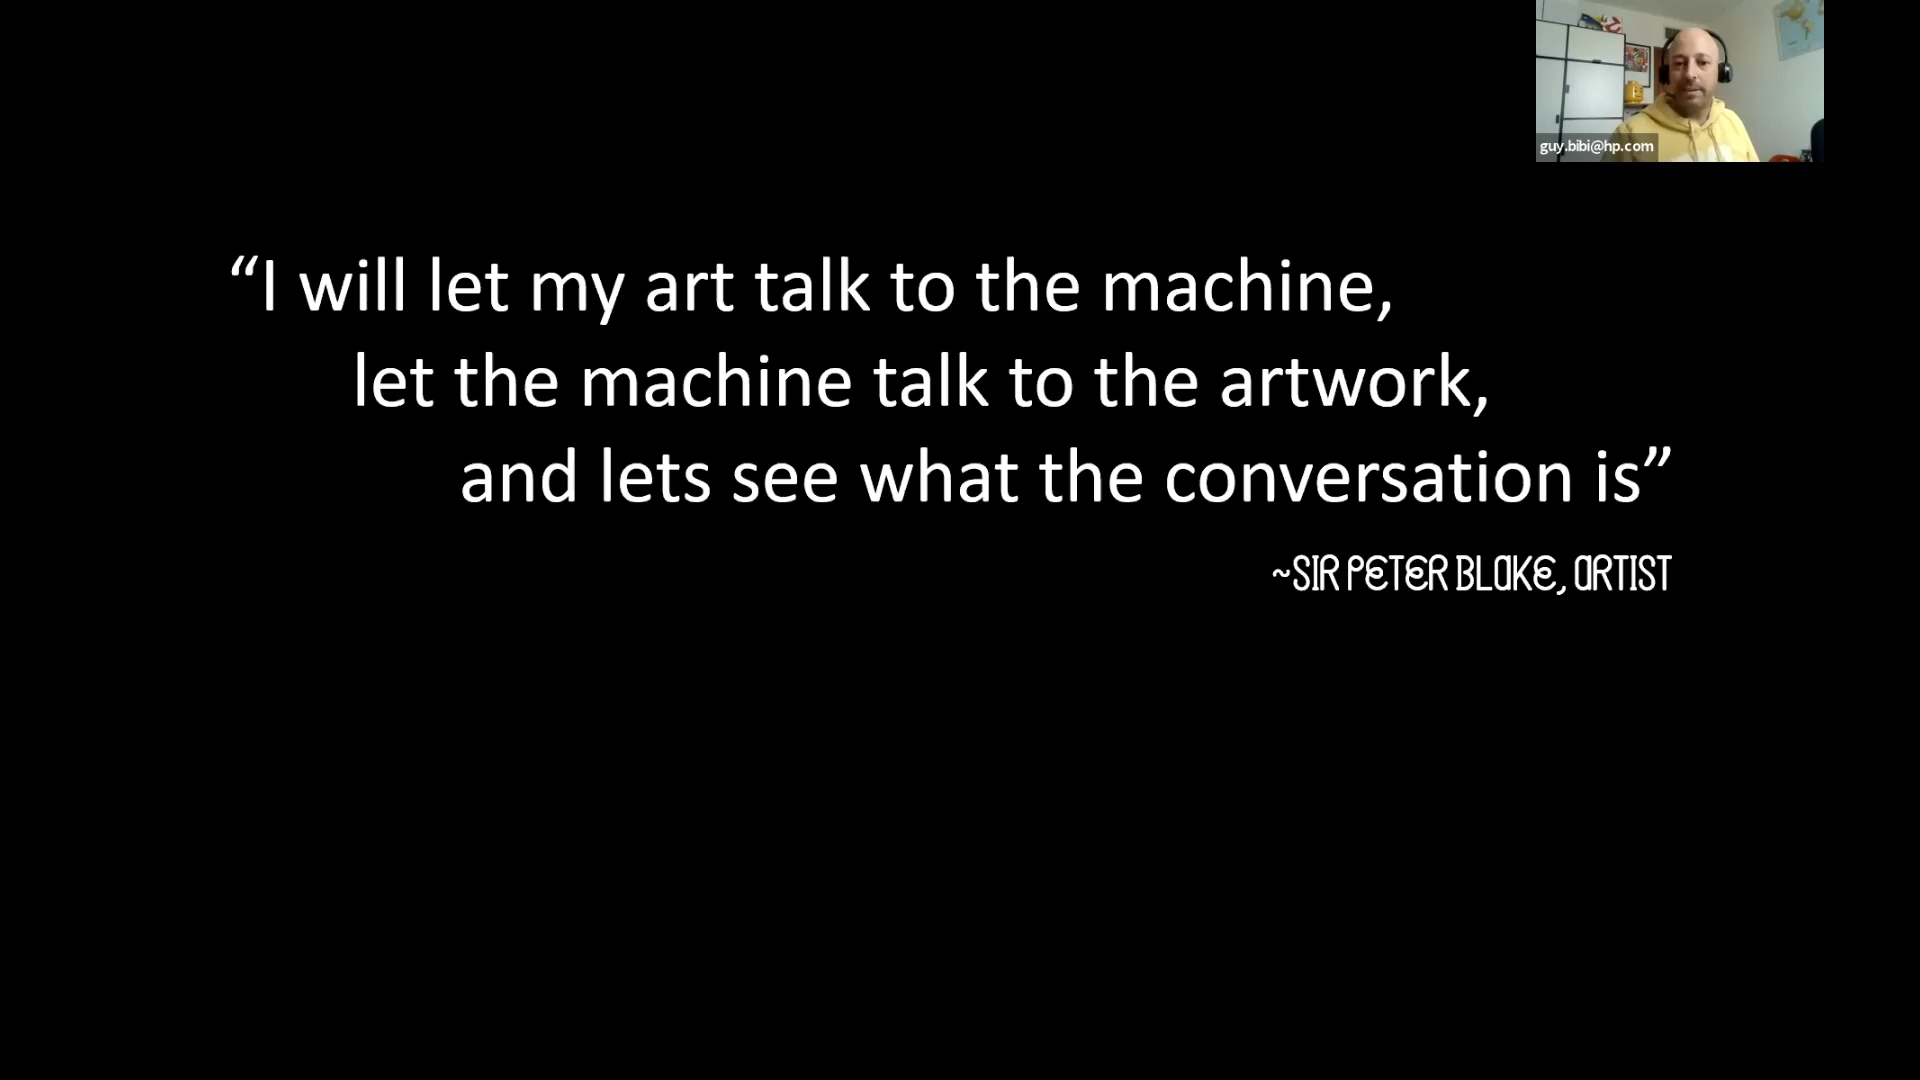 guy.bibi@hp.com
“I will let my art talk to the machine,
let the machine talk to the artwork,
and lets see what the conversation is”
~SIR PETER BLAKE, ARTIST